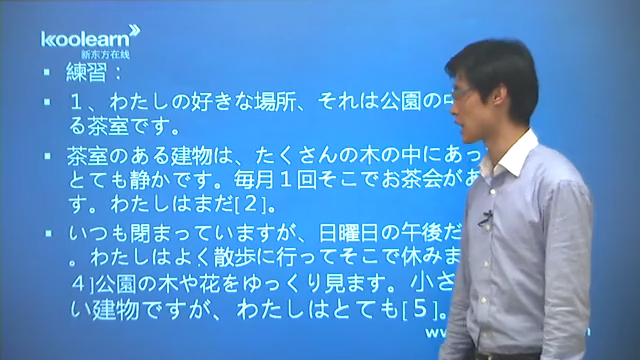 koolearn
新东方在线
練習：
１、わたしの好きな場所、それは公園の中
る茶室です。
茶室のある建物は、たくさんの木の中にあっ
とても静かです。毎月１回そこでお茶会があ
す。わたしはまだ[２]。
いつも閉まっていますが、日曜日の午後だ
。わたしはよく散歩に行ってそこで休みま
４]公園の木や花をゆっくり見ます。小さ
い建物ですが、わたしはとても[５]。